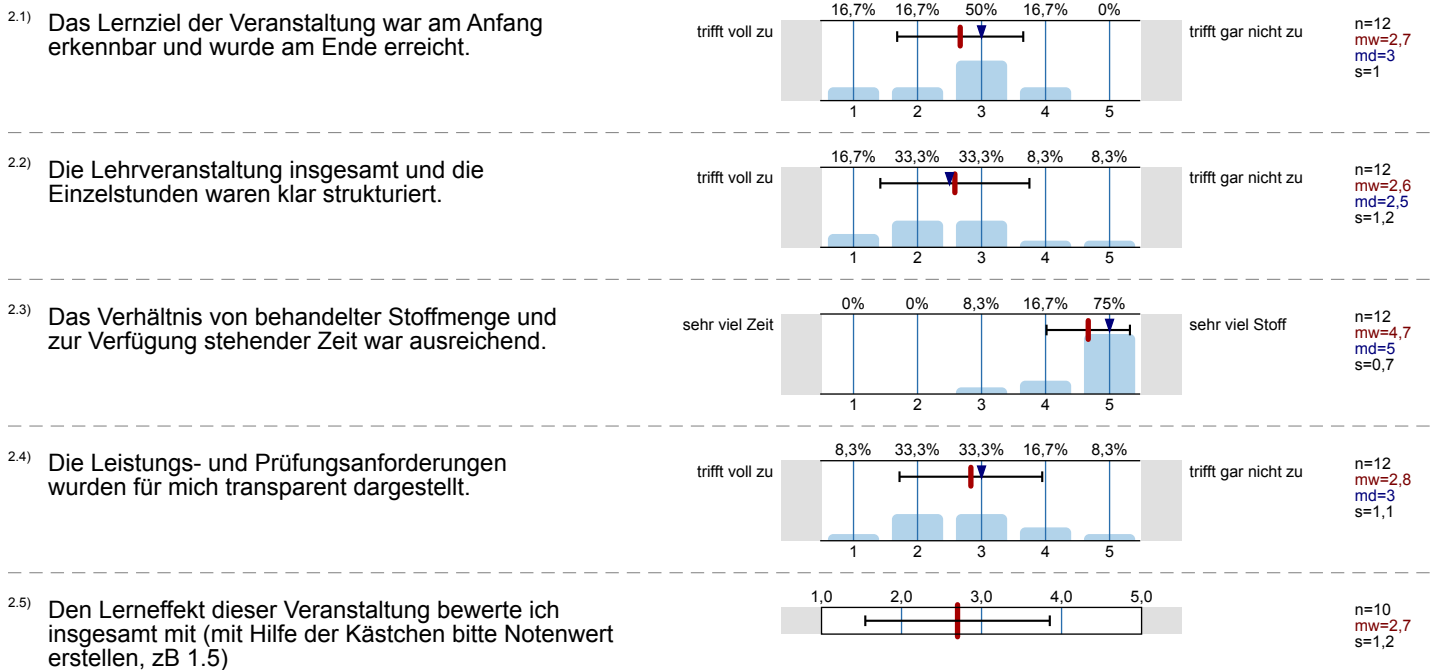 2.1) Das Lernziel der Veranstaltung war am Anfang
erkennbar und wurde am Ende erreicht.
trifft voll zu
16,7% 16,7% 50% 16,7% 0%
1 2 3 4 5
trifft gar nicht zu
n=12
mw=2,7
md=3
s=1
2.2) Die Lehrveranstaltung insgesamt und die
Einzelstunden waren klar strukturiert.
trifft voll zu
16,7% 33,3% 33,3% 8,3% 8,3%
1 2 3 4 5
trifft gar nicht zu
n=12
mw=2,6
md=2,5
s=1,2
2.3) Das Verhältnis von behandelter Stoffmenge und
zur Verfügung stehender Zeit war ausreichend.
sehr viel Zeit
0% 0% 8,3% 16,7% 75%
1 2 3 4 5
sehr viel Stoff
n=12
mw=4,7
md=5
s=0,7
2.4) Die Leistungs- und Prüfungsanforderungen
wurden für mich transparent dargestellt.
trifft voll zu
8,3% 33,3% 33,3% 16,7% 8,3%
1 2 3 4 5
trifft gar nicht zu
n=12
mw=2,8
md=3
s=1,1
2.5) Den Lerneffekt dieser Veranstaltung bewerte ich
insgesamt mit (mit Hilfe der Kästchen bitte Notenwert
erstellen, zB 1.5)
1,0 2,0 3,0 4,0 5,0
n=10
mw=2,7
s=1,2